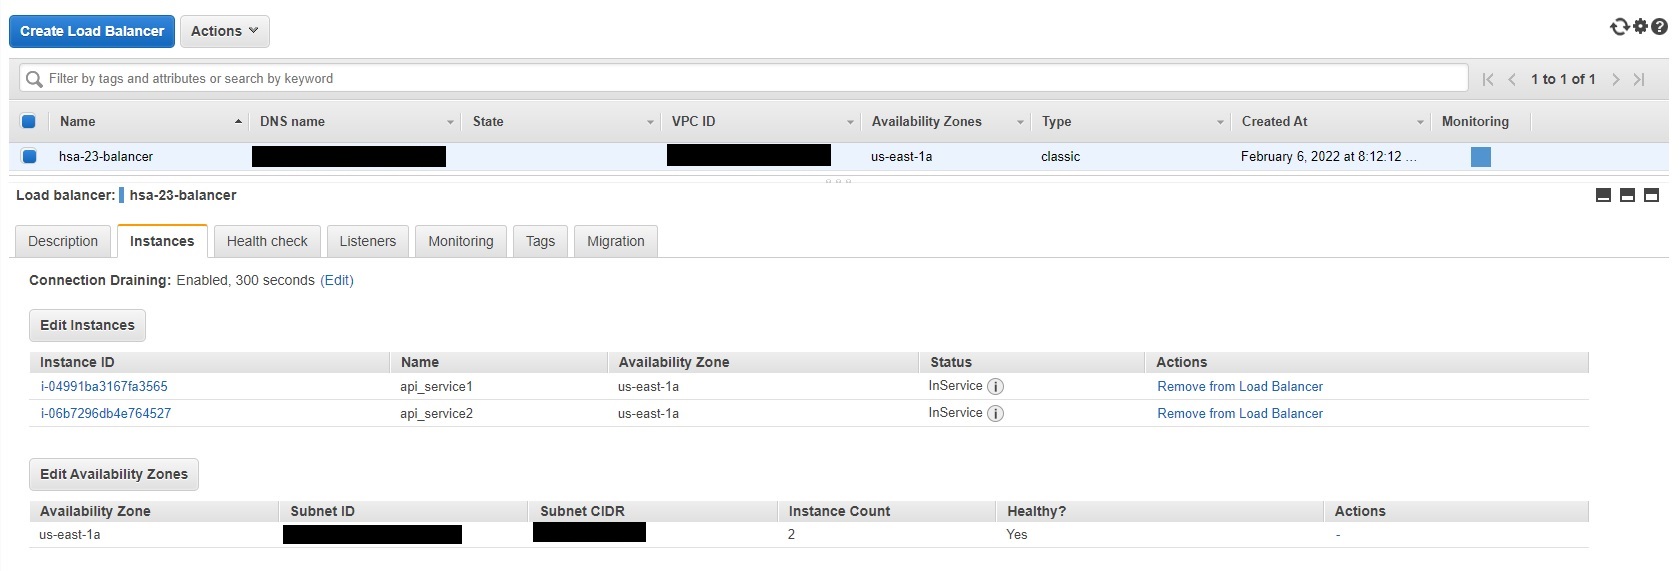 Create Load Balancer Actions
Filter by tags and attributes or search by keyword 1 to 1 of 1
Name DNS name State VPC ID Availability Zones Type Created At Monitoring
hsa-23-balancer us-east-1a classic February 6, 2022 at 8:12:12 ...
Load balancer: hsa-23-balancer
Description Instances Health check Listeners Monitoring Tags Migration
Connection Draining: Enabled, 300 seconds (Edit)
Edit Instances
Instance ID Name Availability Zone Status Actions
i-04991ba3167fa3565 api_service1 us-east-1a InService i Remove from Load Balancer
i-06b7296db4e764527 api_service2 us-east-1a InService i Remove from Load Balancer
Edit Availability Zones
Availability Zone Subnet ID Subnet CIDR Instance Count Healthy? Actions
us-east-1a 2 Yes -